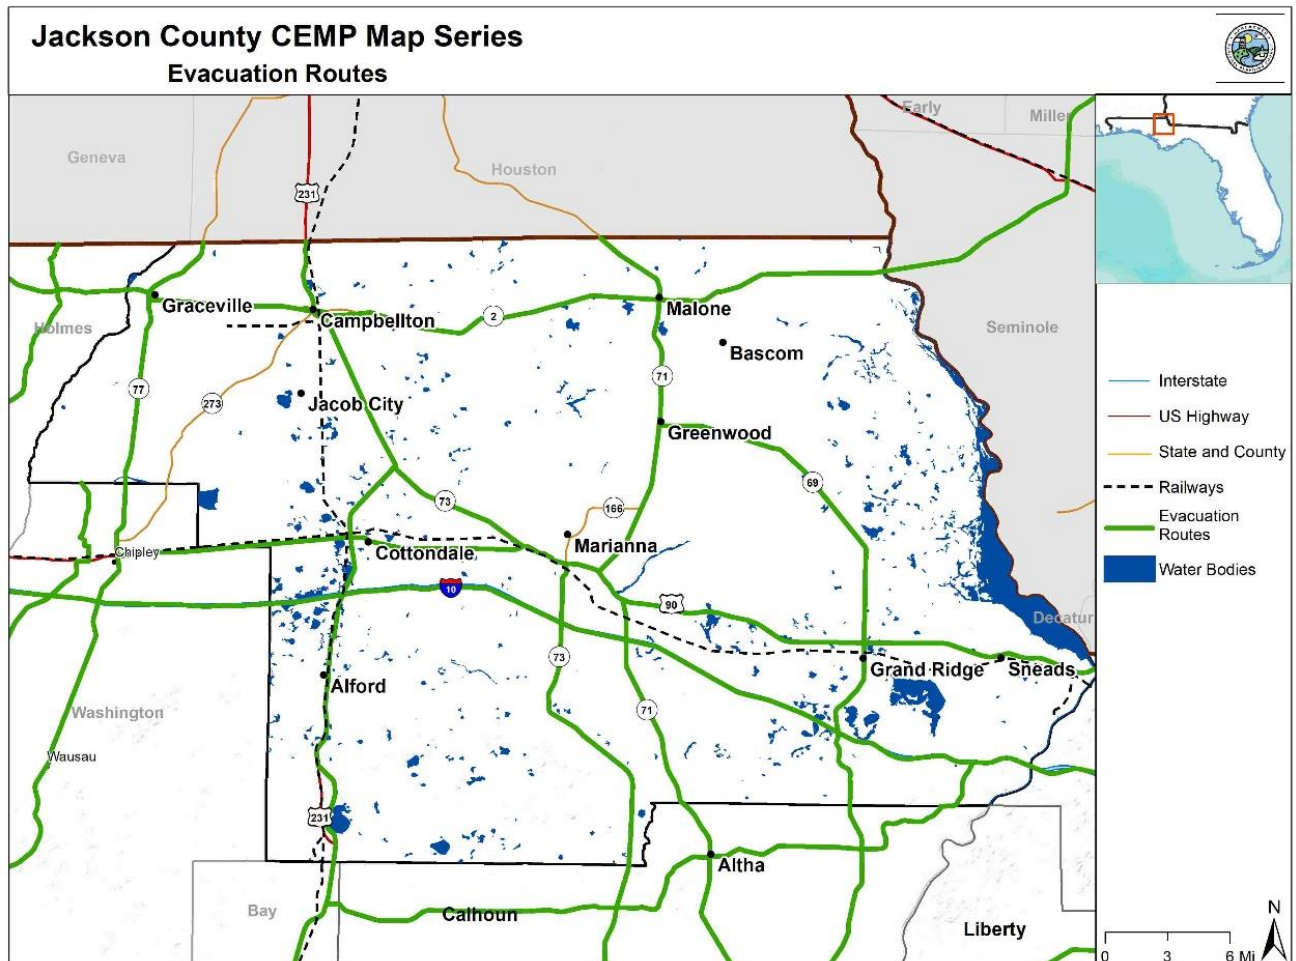 Jackson County CEMP Map Series
Evacuation Routes
Early
Miller
Geneva
Houston
231
Graceville
Campbellton
2
Malone
Holmes
Seminole
Bascom
71
77
273
Jacob City
Greenwood
69
73
166
Marianna
Cottondale
Chipley
10
90
Decatur
73
Grand Ridge
Sneads
Alford
71
Washington
Wausau
231
Altha
Bay
Calhoun
Liberty
Interstate
US Highway
State and County
Railways
Evacuation
Routes
Water Bodies
N
0 3 6 Mi